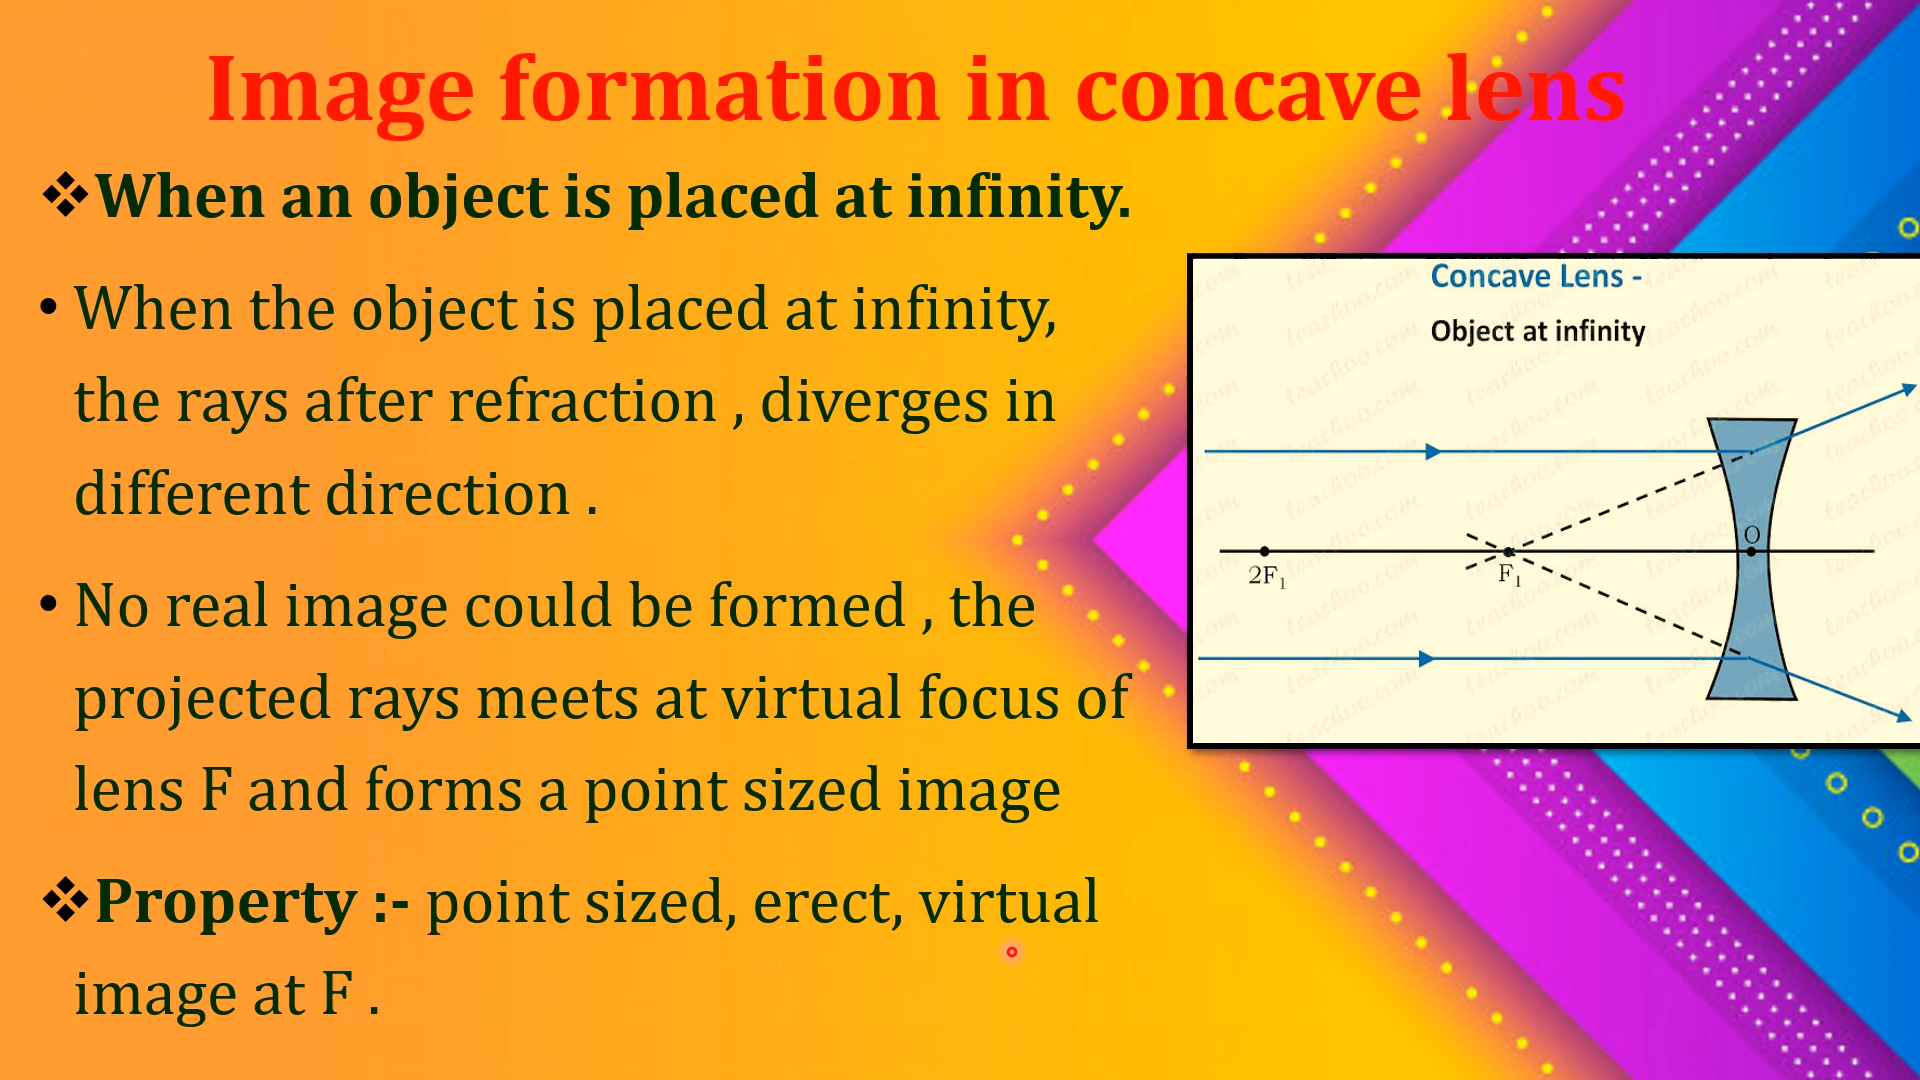 Image formation in concave lens
❖When an object is placed at infinity.
• When the object is placed at infinity,
the rays after refraction , diverges in
different direction .
• No real image could be formed , the
projected rays meets at virtual focus of
lens F and forms a point sized image
❖Property :- point sized, erect, virtual
image at F .
Concave Lens -
Object at infinity
O
2F₁
F₁
teachoo.com